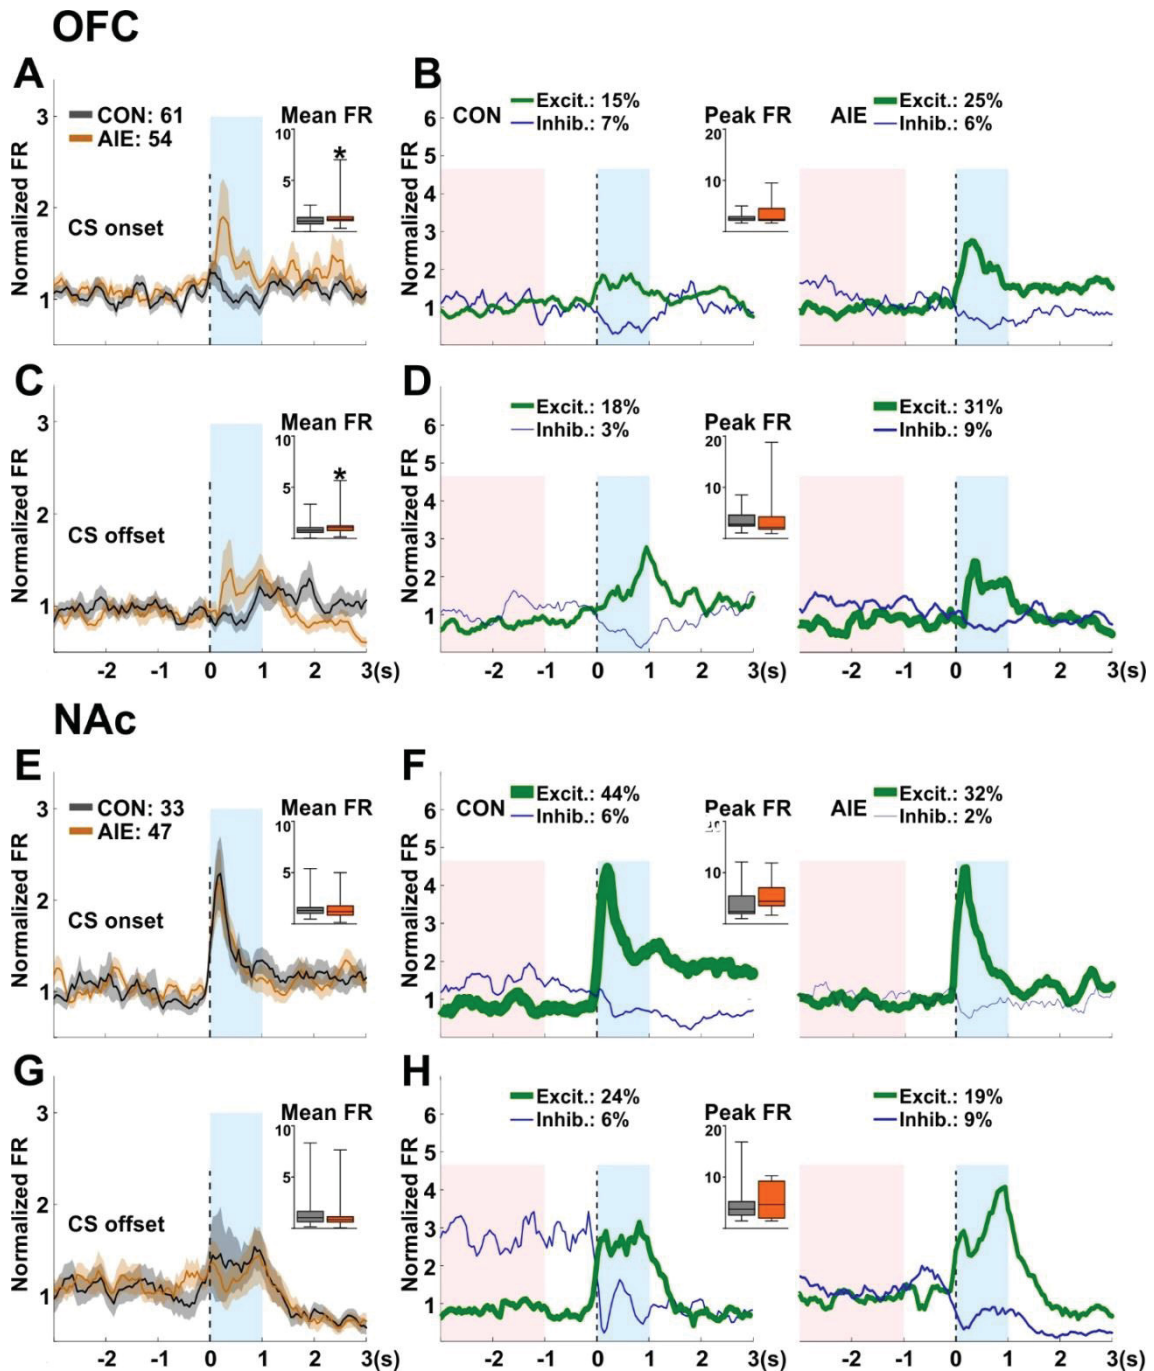 OFC
A
CON: 61
AIE: 54
Mean FR
10
5
*
CS onset
Normalized FR
3
2
1
B
CON
Excit.: 15%
Inhib.: 7%
Peak FR
20
10
AIE
Excit.: 25%
Inhib.: 6%
Normalized FR
6
5
4
3
2
1
C
Mean FR
10
5
*
CS offset
Normalized FR
3
2
1
-2 -1 0 1 2 3(s)
D
Excit.: 18%
Inhib.: 3%
Peak FR
20
10
Excit.: 31%
Inhib.: 9%
Normalized FR
6
5
4
3
2
1
-2 -1 0 1 2 3(s)
-2 -1 0 1 2 3(s)
NAc
E
CON: 33
AIE: 47
Mean FR
10
5
CS onset
Normalized FR
3
2
1
F
CON
Excit.: 44%
Inhib.: 6%
Peak FR
10
AIE
Excit.: 32%
Inhib.: 2%
Normalized FR
6
5
4
3
2
1
G
Mean FR
10
5
CS offset
Normalized FR
3
2
1
-2 -1 0 1 2 3(s)
H
Excit.: 24%
Inhib.: 6%
Peak FR
20
10
Excit.: 19%
Inhib.: 9%
Normalized FR
6
5
4
3
2
1
-2 -1 0 1 2 3(s)
-2 -1 0 1 2 3(s)